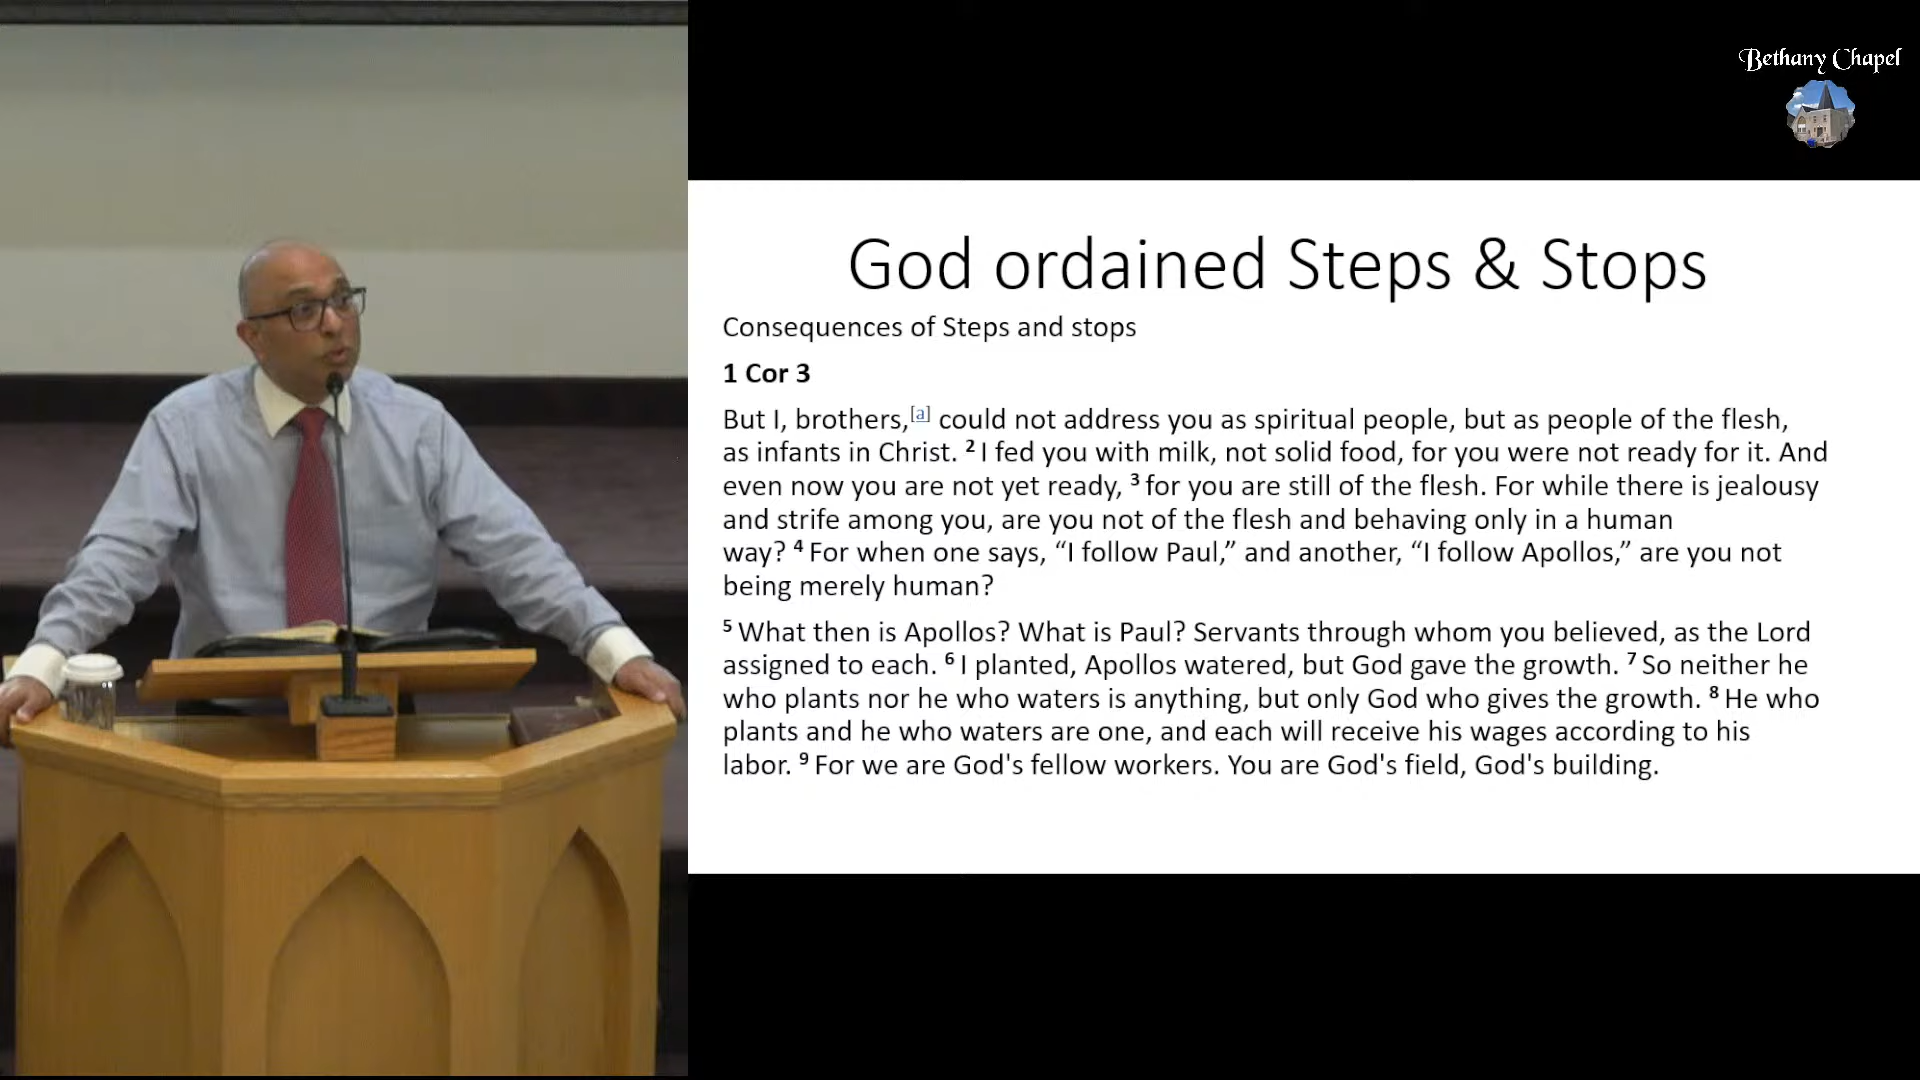 Bethany Chapel
God ordained Steps & Stops
Consequences of Steps and stops
1 Cor 3
But I, brothers,[a] could not address you as spiritual people, but as people of the flesh,
as infants in Christ. 2 I fed you with milk, not solid food, for you were not ready for it. And
even now you are not yet ready, 3 for you are still of the flesh. For while there is jealousy
and strife among you, are you not of the flesh and behaving only in a human
way? 4 For when one says, “I follow Paul,” and another, “I follow Apollos,” are you not
being merely human?
5 What then is Apollos? What is Paul? Servants through whom you believed, as the Lord
assigned to each. 6 I planted, Apollos watered, but God gave the growth. 7 So neither he
who plants nor he who waters is anything, but only God who gives the growth. 8 He who
plants and he who waters are one, and each will receive his wages according to his
labor. 9 For we are God's fellow workers. You are God's field, God's building.